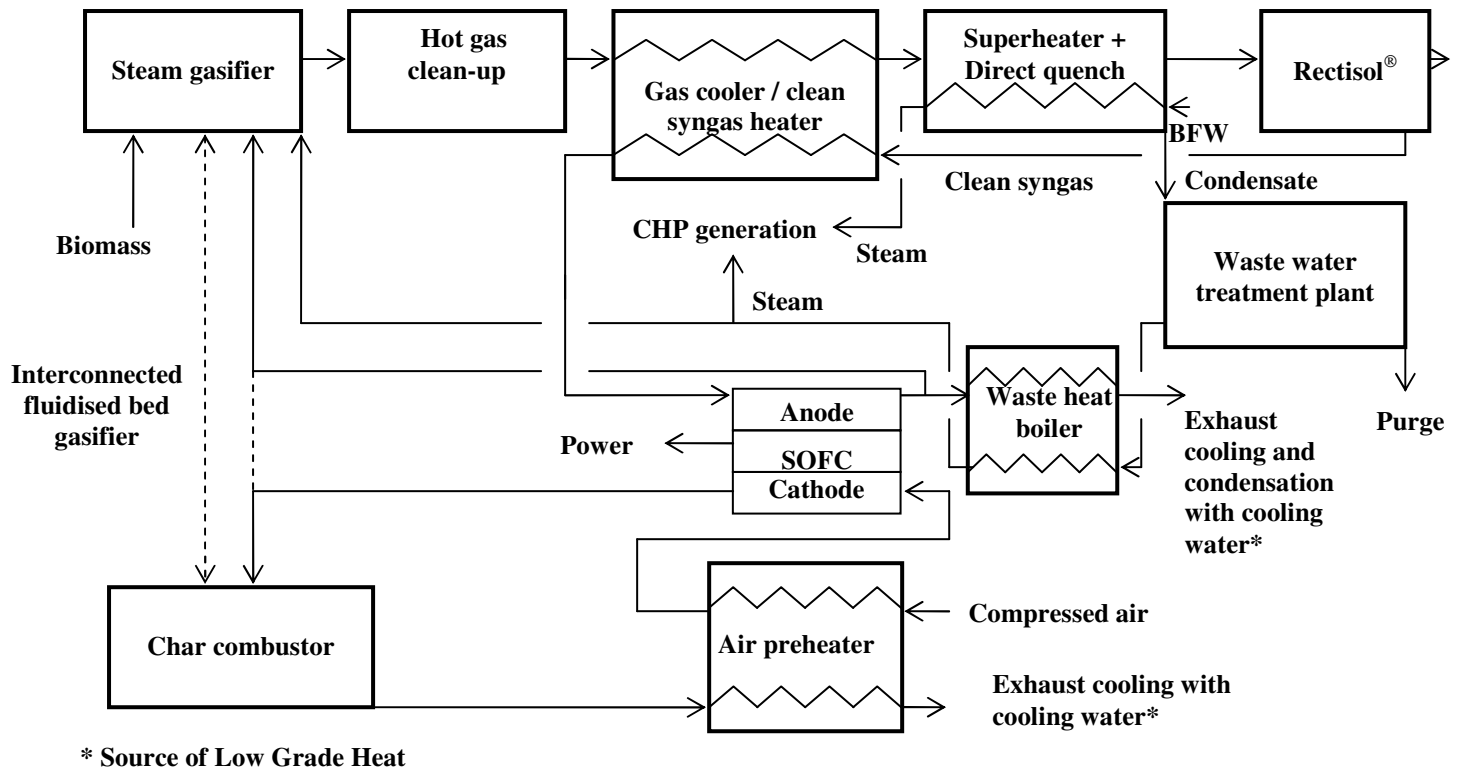 Steam gasifier
Hot gas
clean-up
Gas cooler / clean
syngas heater
Superheater +
Direct quench
Rectisol®
BFW
Clean syngas
Condensate
Biomass
CHP generation
Steam
Steam
Waste water
treatment plant
Interconnected
fluidised bed
gasifier
Anode
SOFC
Cathode
Power
Waste heat
boiler
Exhaust
cooling and
condensation
with cooling
water*
Purge
Char combustor
Air preheater
Compressed air
Exhaust cooling with
cooling water*
* Source of Low Grade Heat